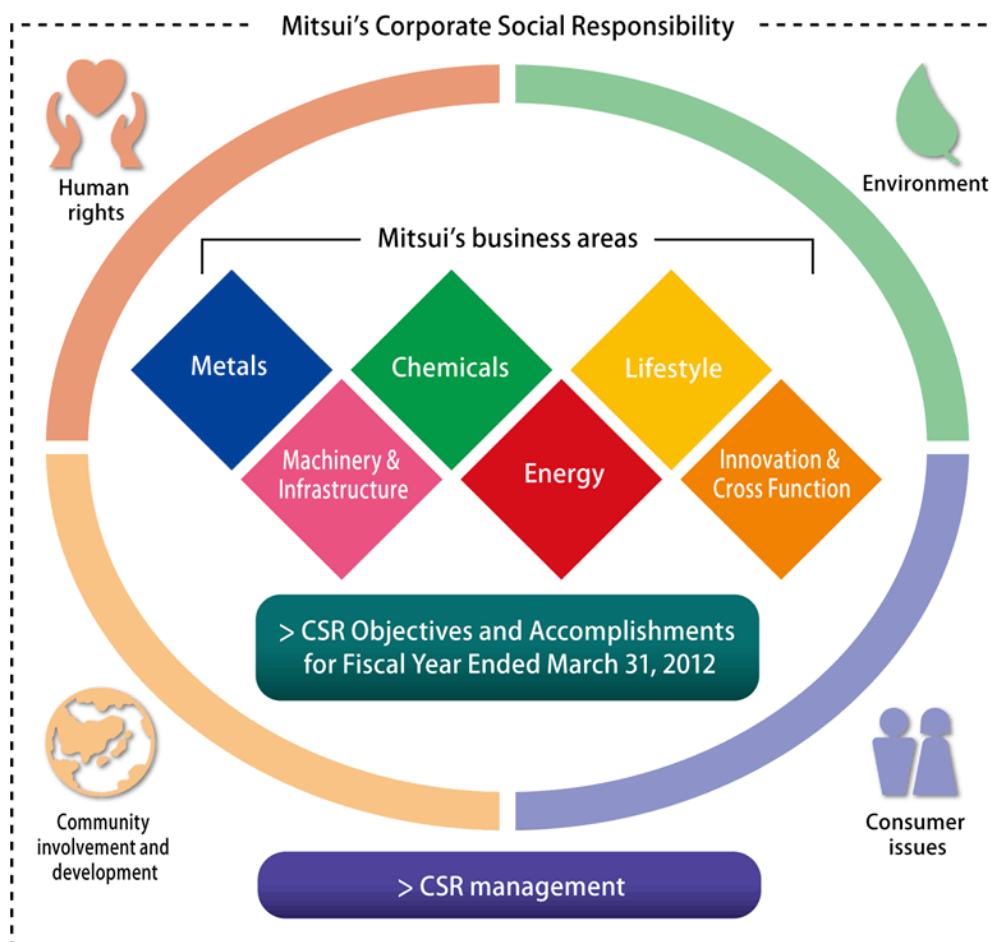 Mitsui's Corporate Social Responsibility
Human
rights
Environment
Mitsui's business areas
Metals
Chemicals
Lifestyle
Machinery &
Infrastructure
Energy
Innovation &
Cross Function
> CSR Objectives and Accomplishments
for Fiscal Year Ended March 31, 2012
Community
involvement and
development
Consumer
issues
> CSR management